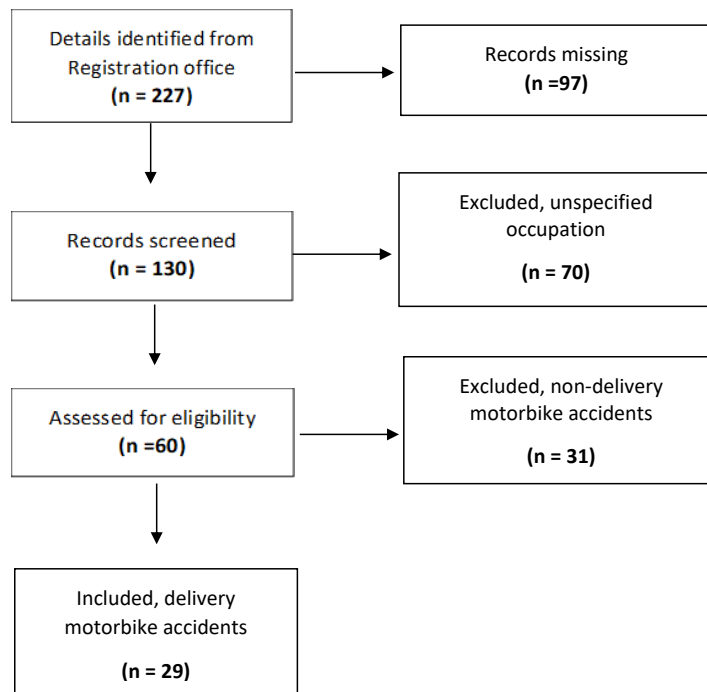 Details identified from
Registration office
(n = 227)
Records missing
(n =97)
Records screened
(n = 130)
Excluded, unspecified
occupation
(n = 70)
Assessed for eligibility
(n =60)
Excluded, non-delivery
motorbike accidents
(n = 31)
Included, delivery
motorbike accidents
(n = 29)